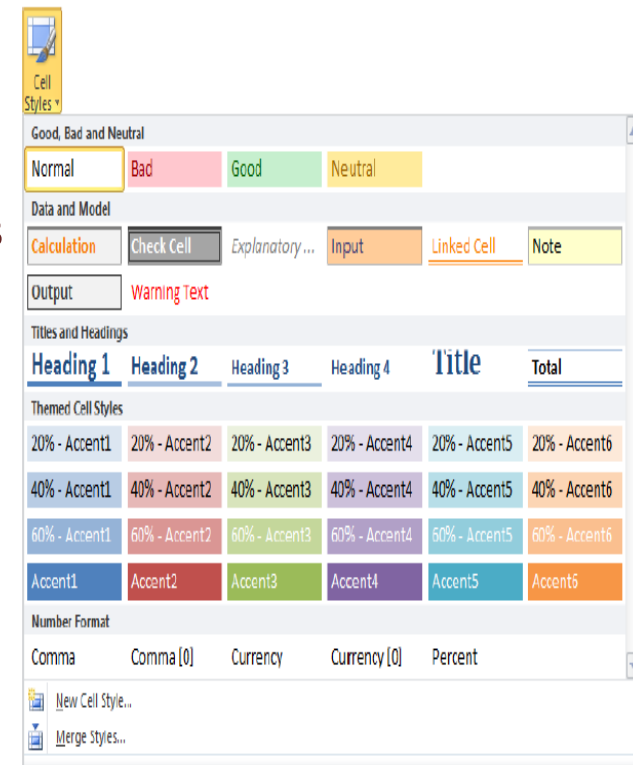 Cell
Styles
Good, Bad and Neutral
Normal Bad Good Neutral
Data and Model
Calculation Check Cell Explanatory ... Input Linked Cell Note
Output Warning Text
Titles and Headings
Heading 1 Heading 2 Heading 3 Heading 4 Title Total
Themed Cell Styles
20% - Accent1 20% - Accent2 20% - Accent3 20% - Accent4 20% - Accent5 20% - Accent6
40% - Accent1 40% - Accent2 40% - Accent3 40% - Accent4 40% - Accent5 40% - Accent6
60% - Accent1 60% - Accent2 60% - Accent3 60% - Accent4 60% - Accent5 60% - Accent6
Accent1 Accent2 Accent3 Accent4 Accent5 Accent6
Number Format
Comma Comma [0] Currency Currency [0] Percent
New Cell Style...
Merge Styles...